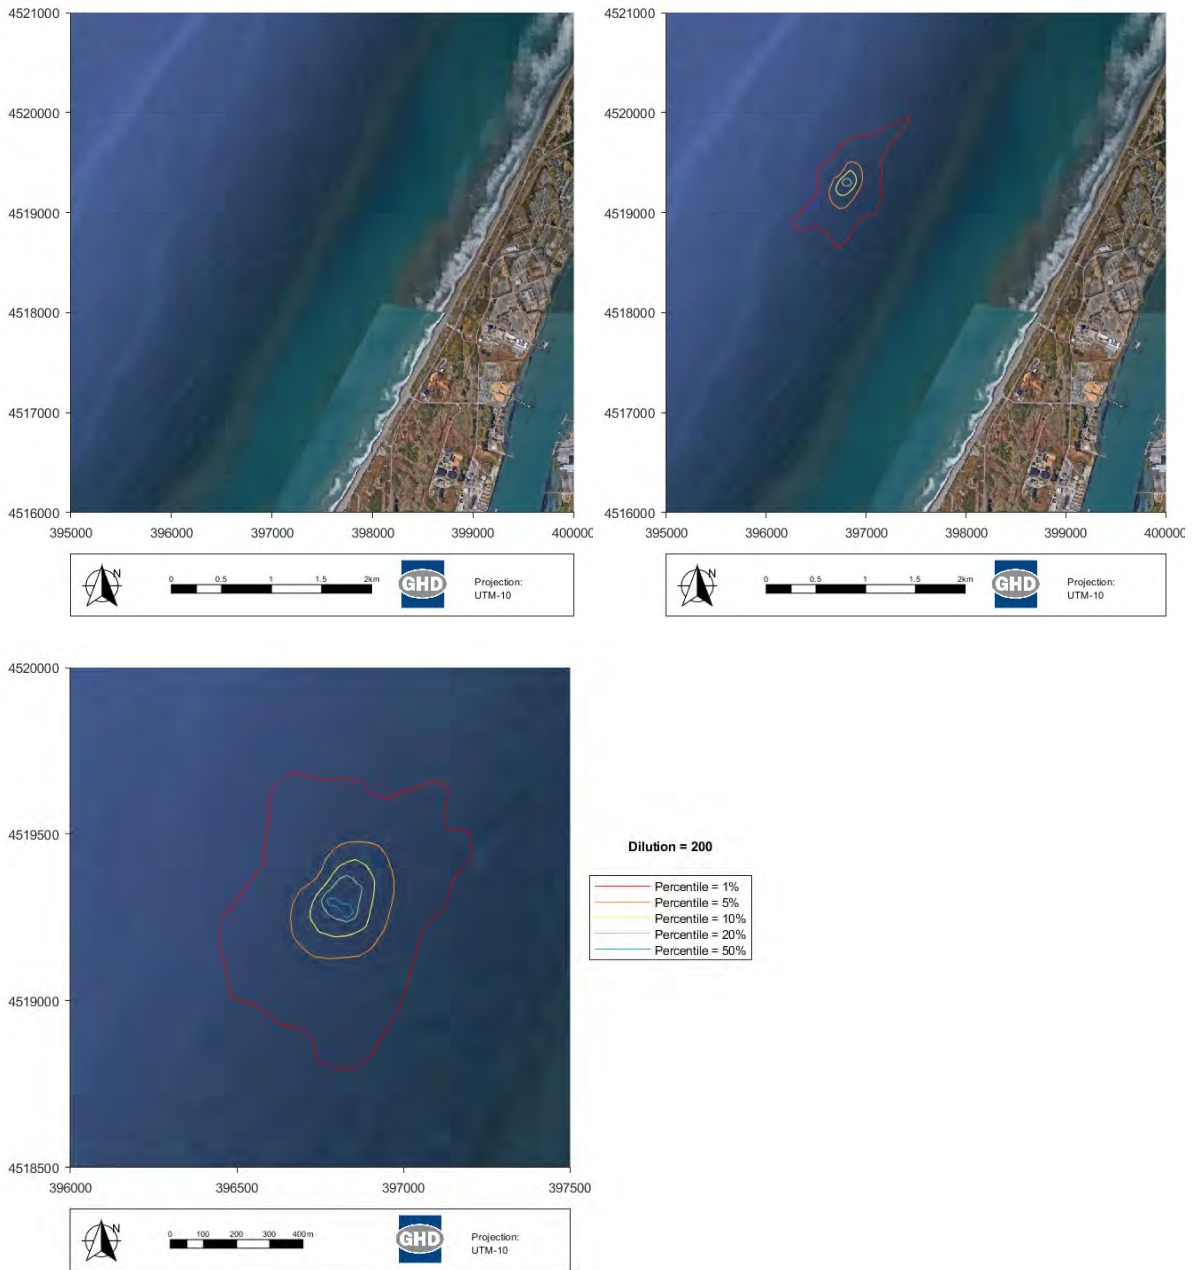 4521000
4520000
4519000
4518000
4517000
4516000
395000 396000 397000 398000 399000 400000
N
0 0.5 1 1.5 2km
GHD
Projection:
UTM-10
4521000
4520000
4519000
4518000
4517000
4516000
395000 396000 397000 398000 399000 400000
N
0 0.5 1 1.5 2km
GHD
Projection:
UTM-10
4520000
4519500
4519000
4518500
396000 396500 397000 397500
N
0 100 200 300 400m
GHD
Projection:
UTM-10
Dilution = 200
Percentile = 1%
Percentile = 5%
Percentile = 10%
Percentile = 20%
Percentile = 50%